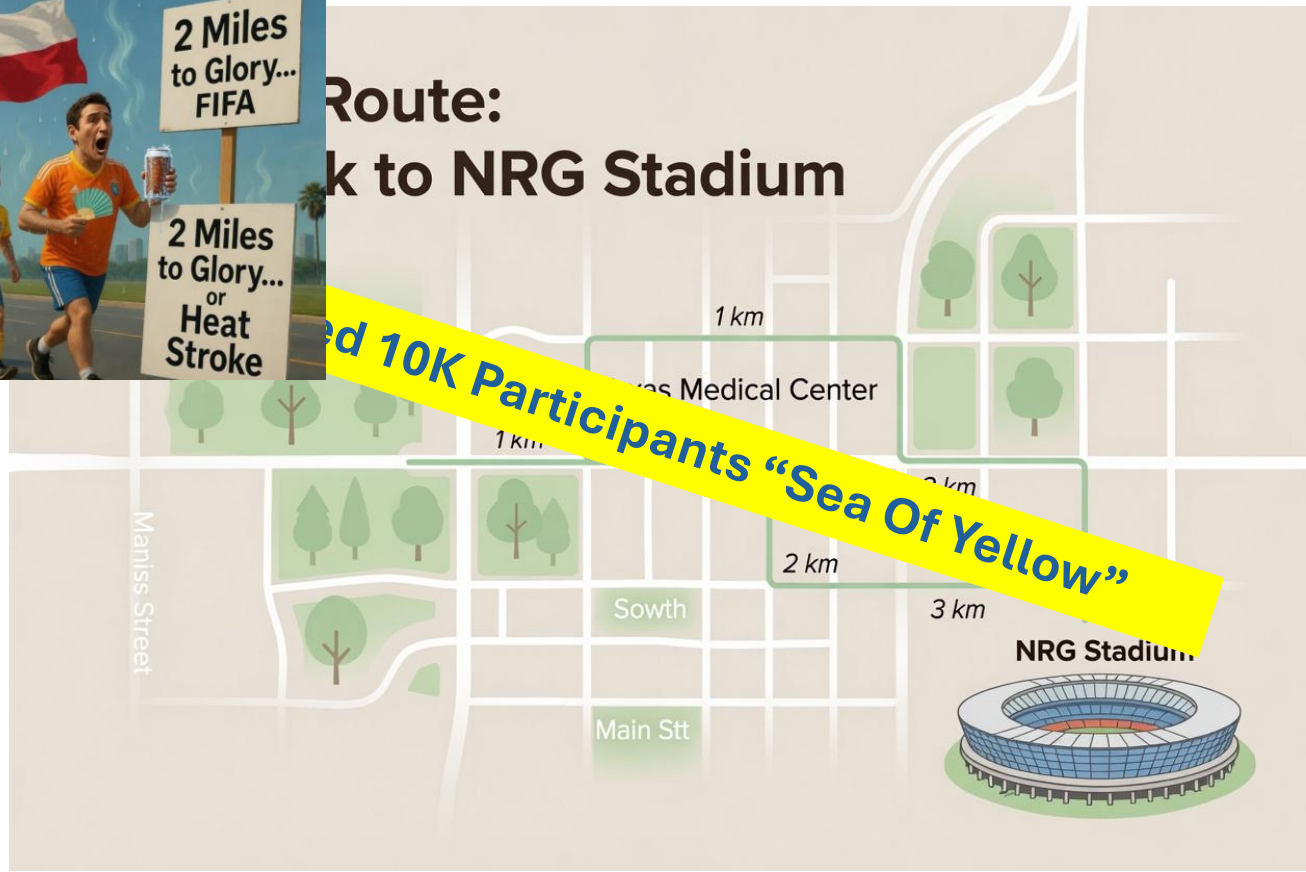 2 Miles
to Glory...
FIFA
2 Miles
to Glory...
or
Heat
Stroke
Route:
k to NRG Stadium
1 km
as Medical Center
ed 10K Participants “Sea Of Yellow”
1 km
km
2 km
3 km
Maniss Street
Sowth
NRG Stadium
Main Stt